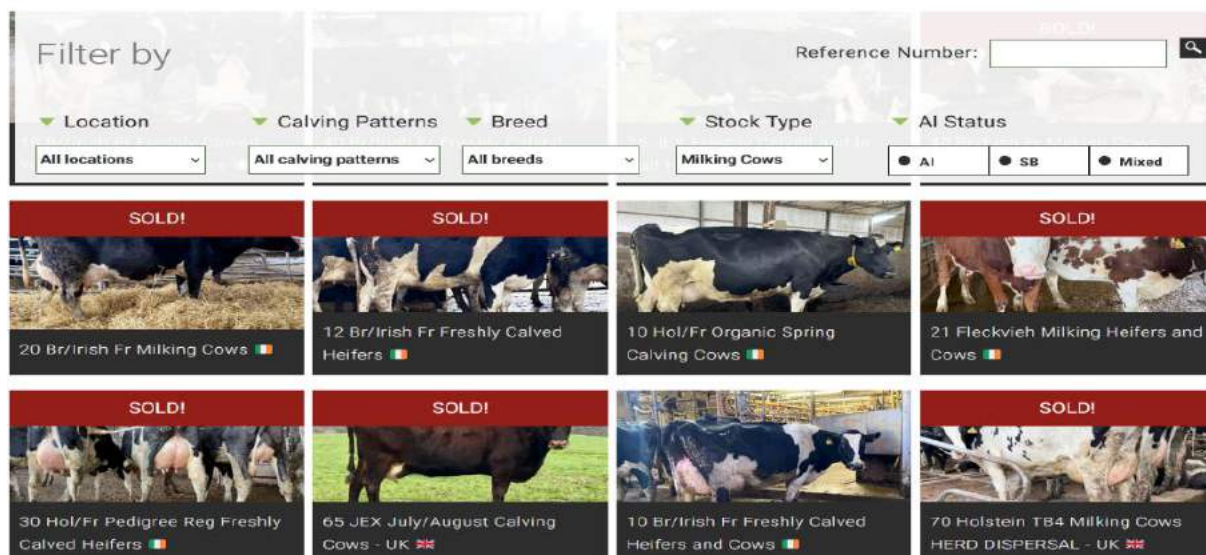 SOLD!
Filter by
Reference Number:
Location Calving Patterns Breed Stock Type AI Status
All locations All calving patterns All breeds Milking Cows AI SB Mixed
SOLD! SOLD! SOLD!
20 Br/Irish Fr Milking Cows
12 Br/Irish Fr Freshly Calved
Heifers
10 Hol/Fr Organic Spring
Calving Cows
21 Fleckvieh Milking Heifers and
Cows
SOLD! SOLD! SOLD!
30 Hol/Fr Pedigree Reg Freshly
Calved Heifers
65 JEX July/August Calving
Cows - UK
10 Br/Irish Fr Freshly Calved
Heifers and Cows
70 Holstein TB4 Milking Cows
HERD DISPERSAL - UK